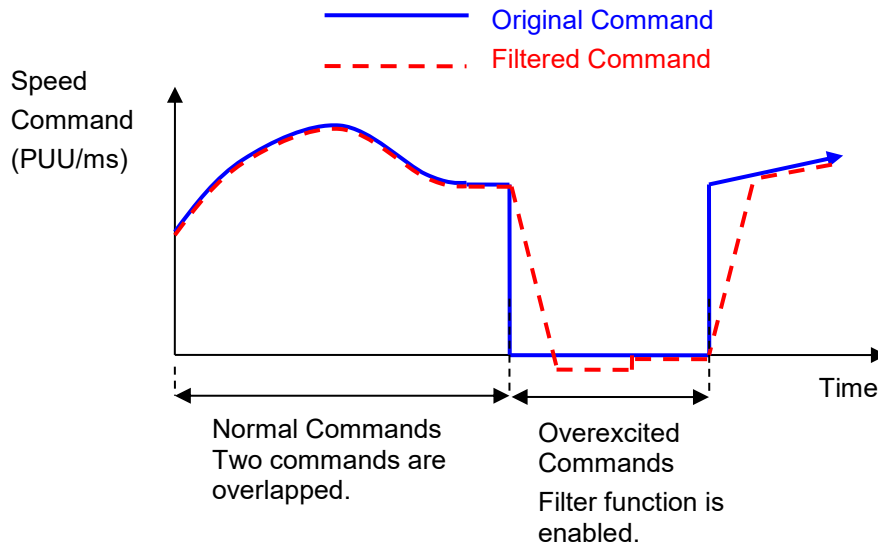 Original Command
Filtered Command
Speed
Command
(PUU/ms)
Time
Normal Commands
Two commands are
overlapped.
Overexcited
Commands
Filter function is
enabled.